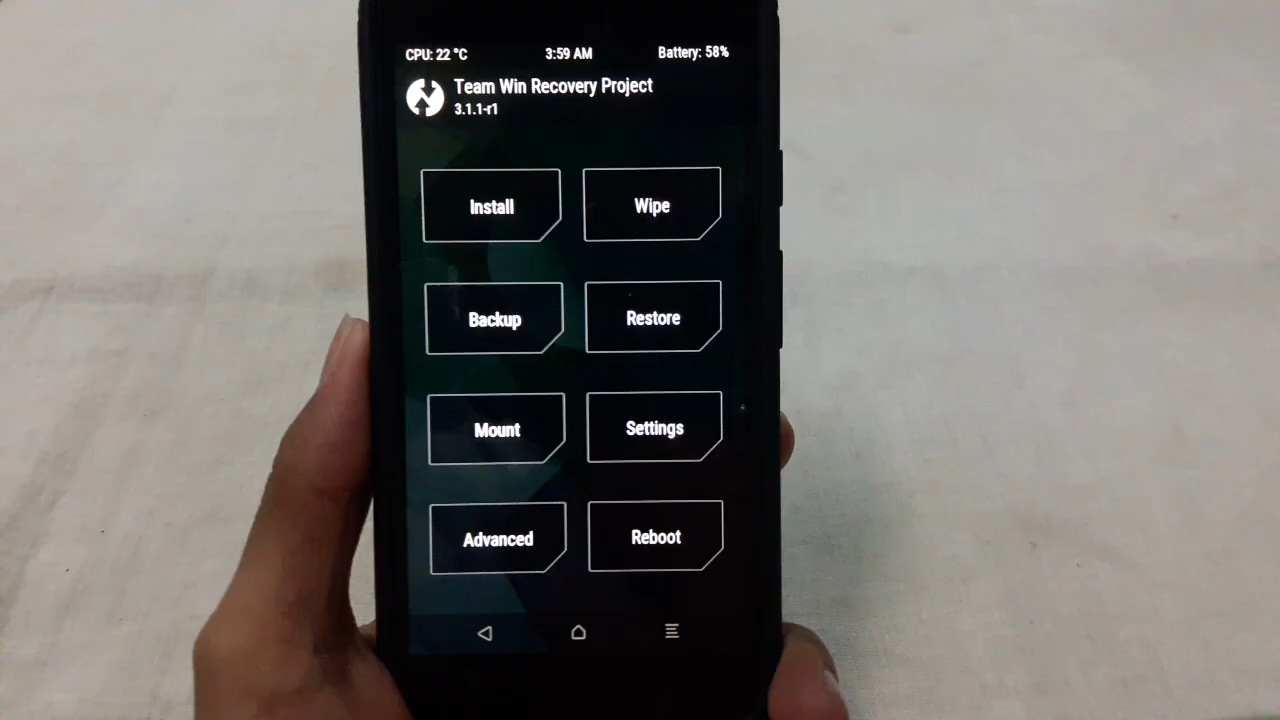 CPU: 22 °C 3:59 AM Battery: 58%
Team Win Recovery Project
3.1.1-r1
Install Wipe
Backup Restore
Mount Settings
Advanced Reboot